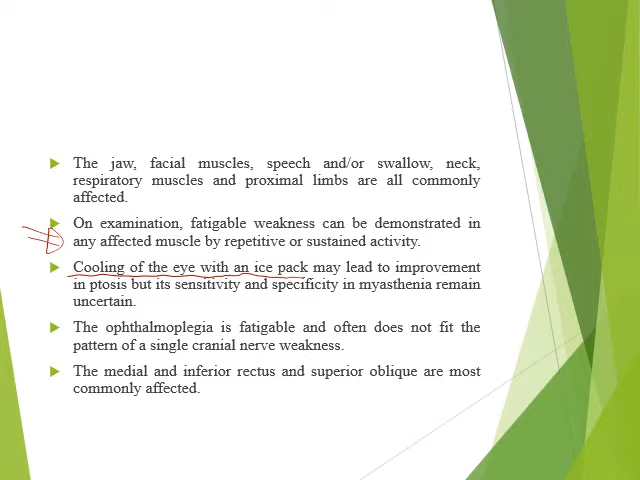 The jaw, facial muscles, speech and/or swallow, neck,
respiratory muscles and proximal limbs are all commonly
affected.
On examination, fatigable weakness can be demonstrated in
any affected muscle by repetitive or sustained activity.
Cooling of the eye with an ice pack may lead to improvement
in ptosis but its sensitivity and specificity in myasthenia remain
uncertain.
The ophthalmoplegia is fatigable and often does not fit the
pattern of a single cranial nerve weakness.
The medial and inferior rectus and superior oblique are most
commonly affected.